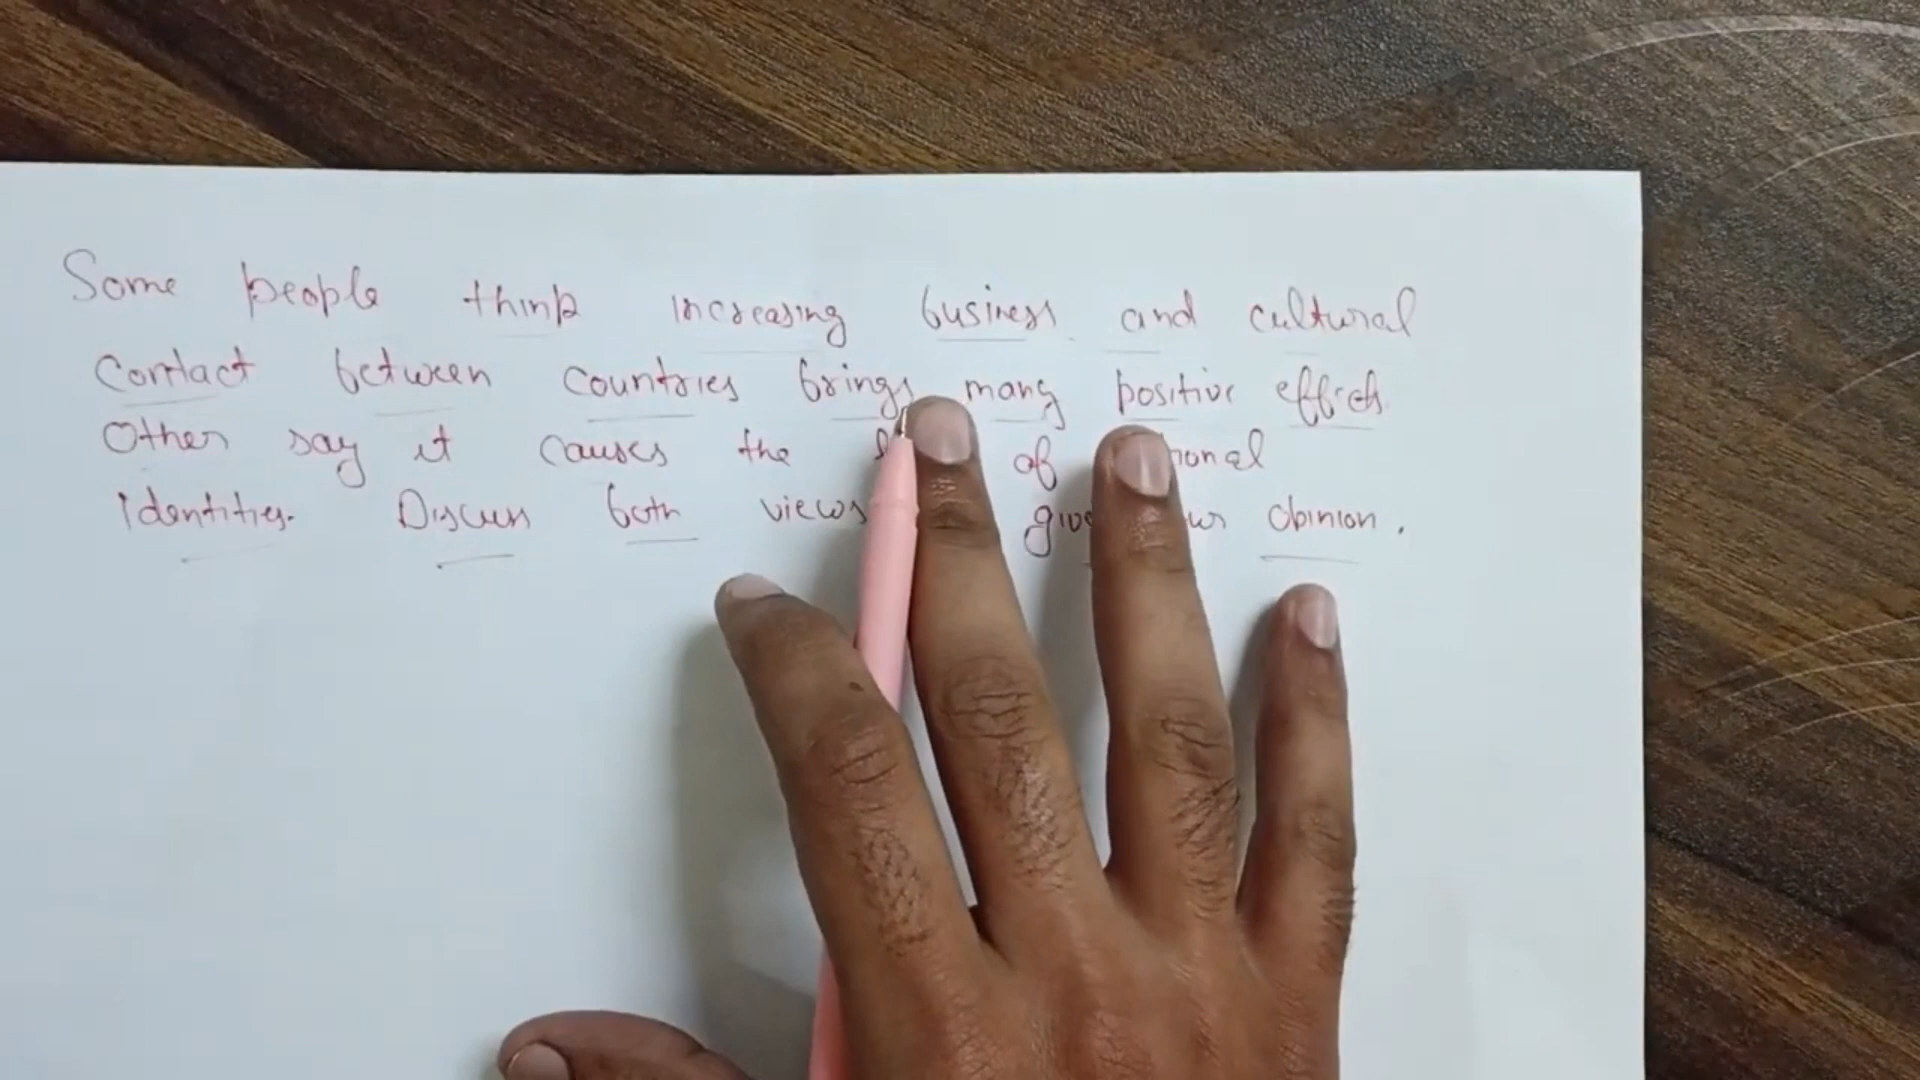 Some people think increasing business and cultural
Contact between countries brings many positive effects.
Other say it causes the of
identities. Discuss both views give opinion.